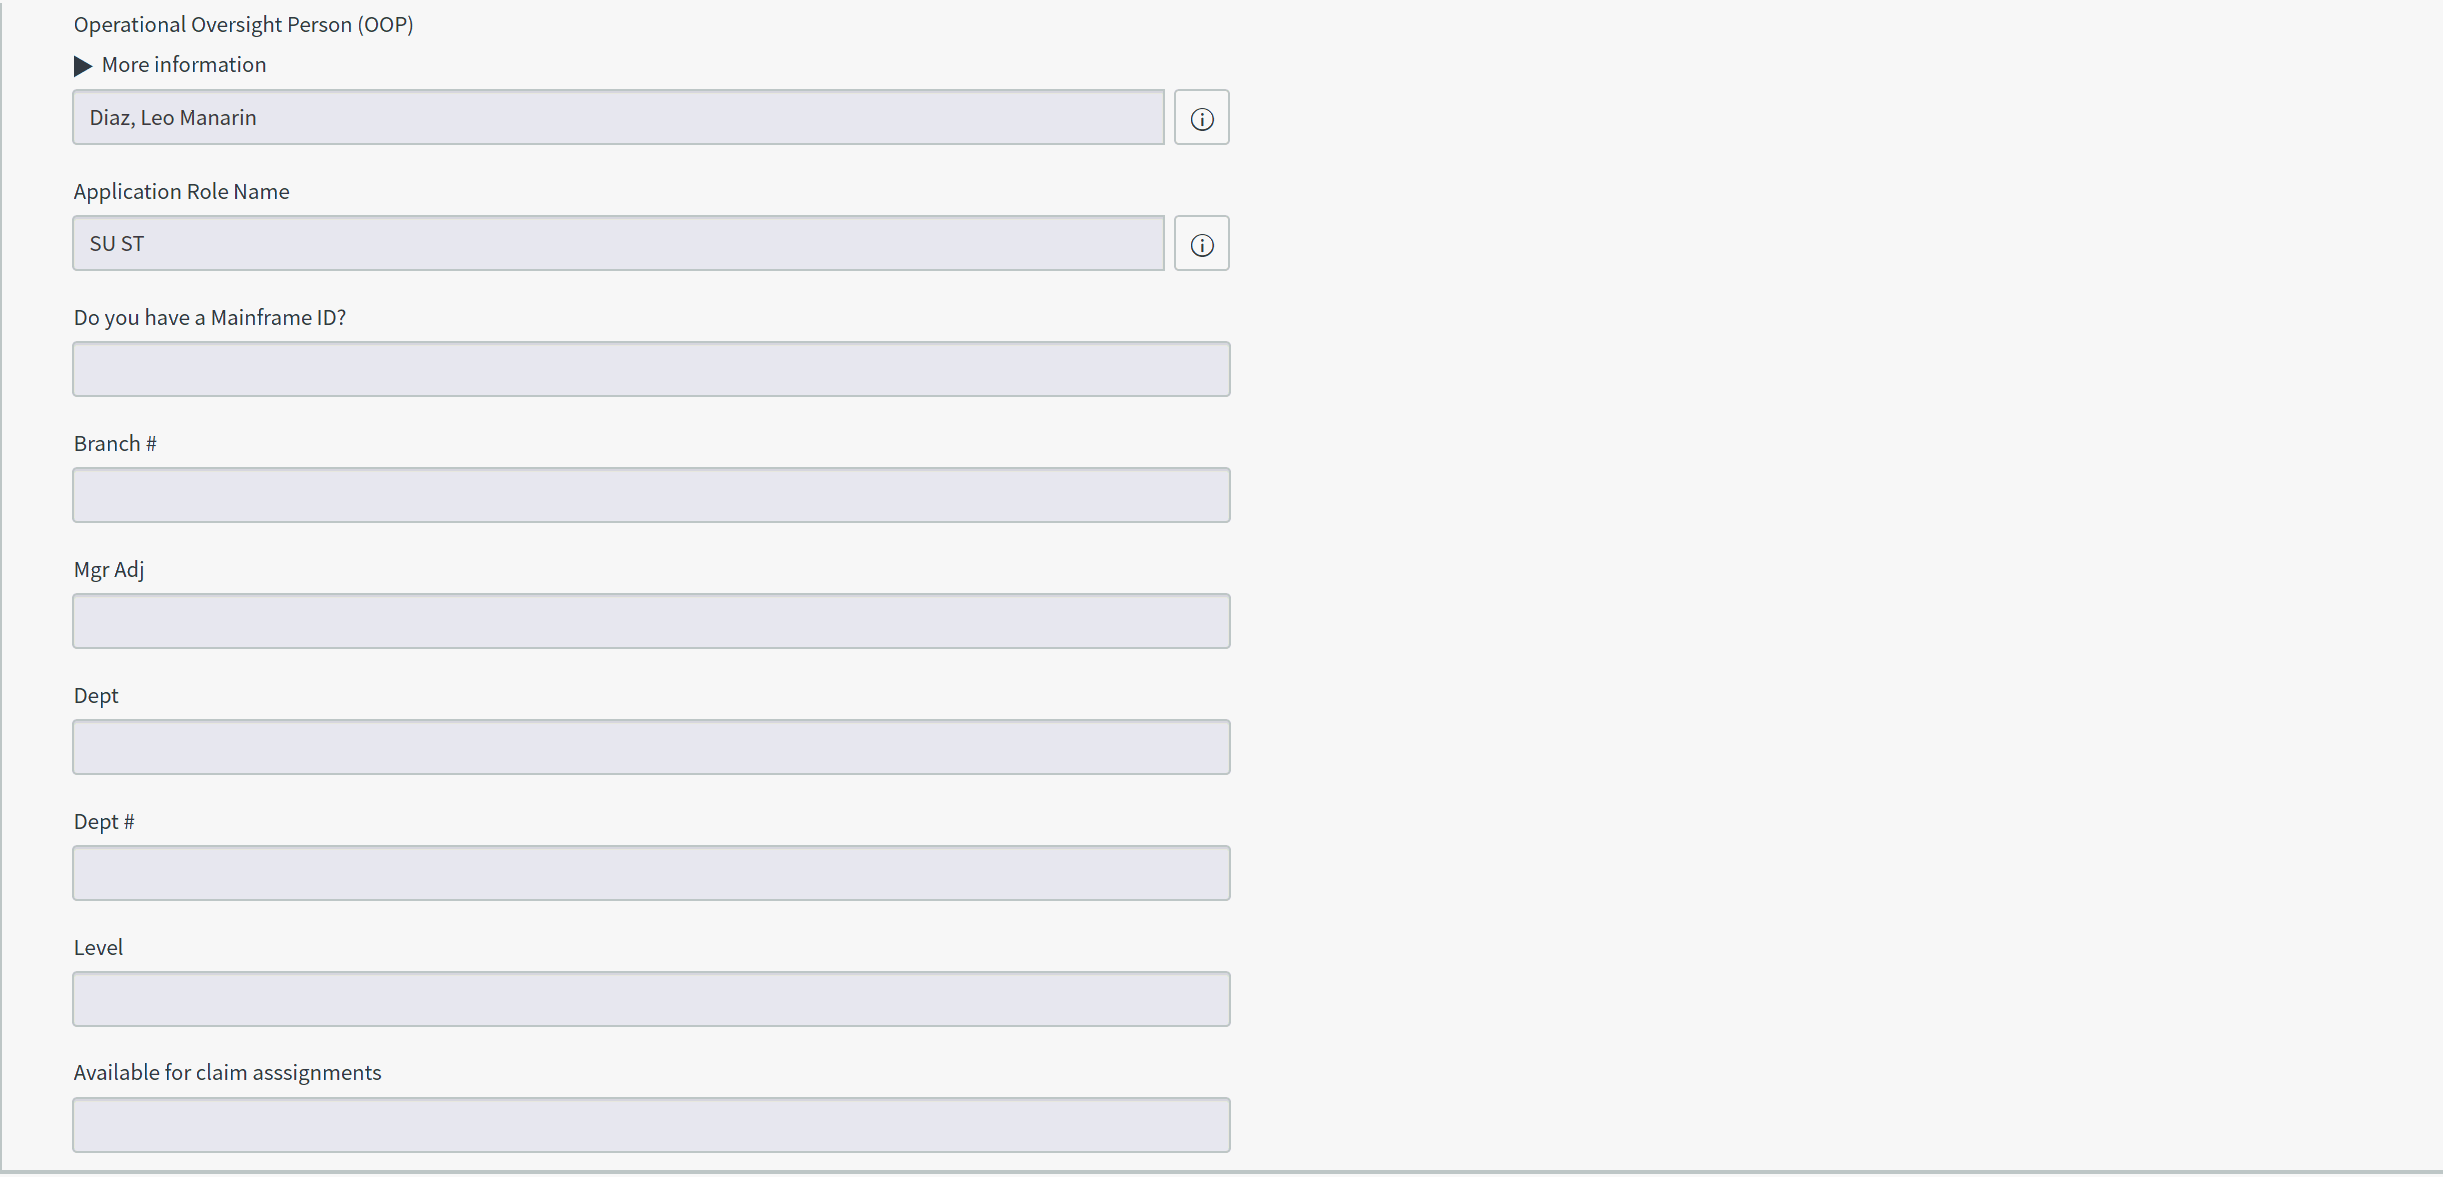 Operational Oversight Person (OOP)
More information
Diaz, Leo Manarin
Application Role Name
SU ST
Do you have a Mainframe ID?
Branch #
Mgr Adj
Dept
Dept #
Level
Available for claim asssignments